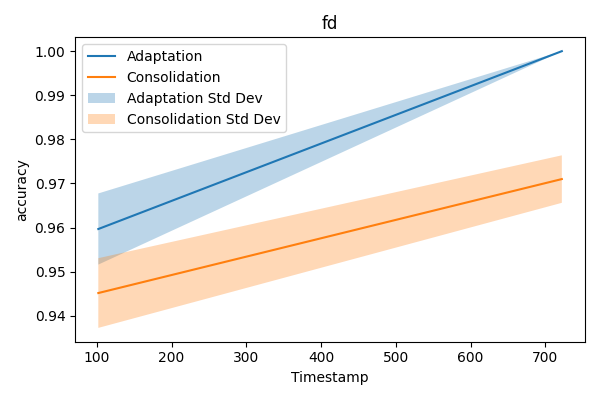 fd
Adaptation
Consolidation
Adaptation Std Dev
Consolidation Std Dev
accuracy
1.00
0.99
0.98
0.97
0.96
0.95
0.94
100 200 300 400 500 600 700
Timestamp